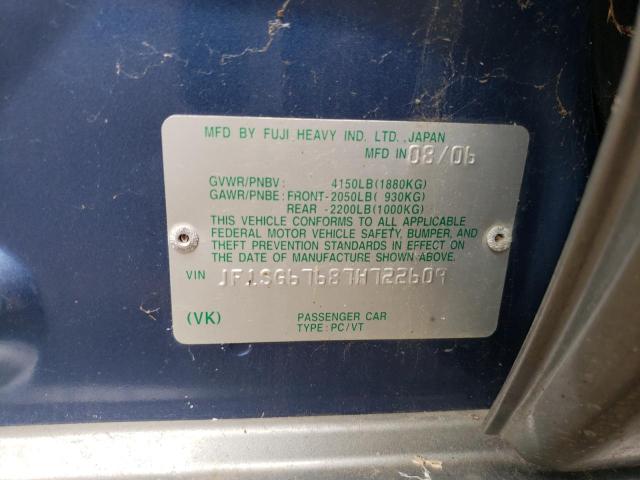 MFD BY FUJI HEAVY IND. LTD. JAPAN
MFD IN 08/06
GVWR/PNBV: 4150LB(1880KG)
GAWR/PNBE: FRONT-2050LB( 930KG)
REAR -2200LB(1000KG)
THIS VEHICLE CONFORMS TO ALL APPLICABLE
FEDERAL MOTOR VEHICLE SAFETY, BUMPER, AND
THEFT PREVENTION STANDARDS IN EFFECT ON
THE DATE OF MANUFACTURE SHOWN ABOVE.
VIN JF1SG67687H722609
(VK) PASSENGER CAR
TYPE: PC/VT